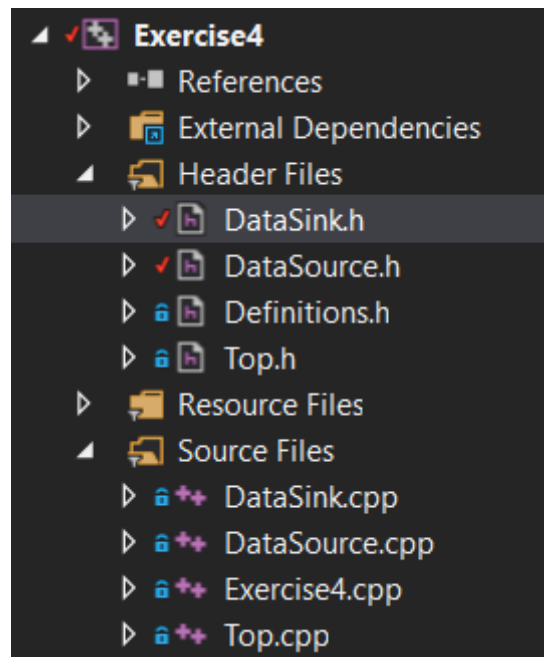 Exercise4
References
External Dependencies
Header Files
DataSink.h
DataSource.h
Definitions.h
Top.h
Resource Files
Source Files
DataSink.cpp
DataSource.cpp
Exercise4.cpp
Top.cpp